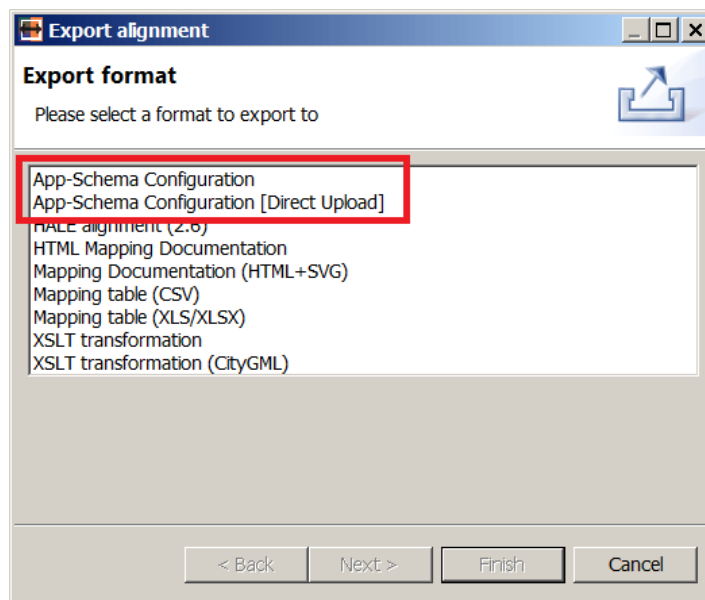 Export alignment
Export format
Please select a format to export to
App-Schema Configuration
App-Schema Configuration [Direct Upload]
HALE alignment (2.6)
HTML Mapping Documentation
Mapping Documentation (HTML+SVG)
Mapping table (CSV)
Mapping table (XLS/XLSX)
XSLT transformation
XSLT transformation (CityGML)
< Back Next > Finish Cancel